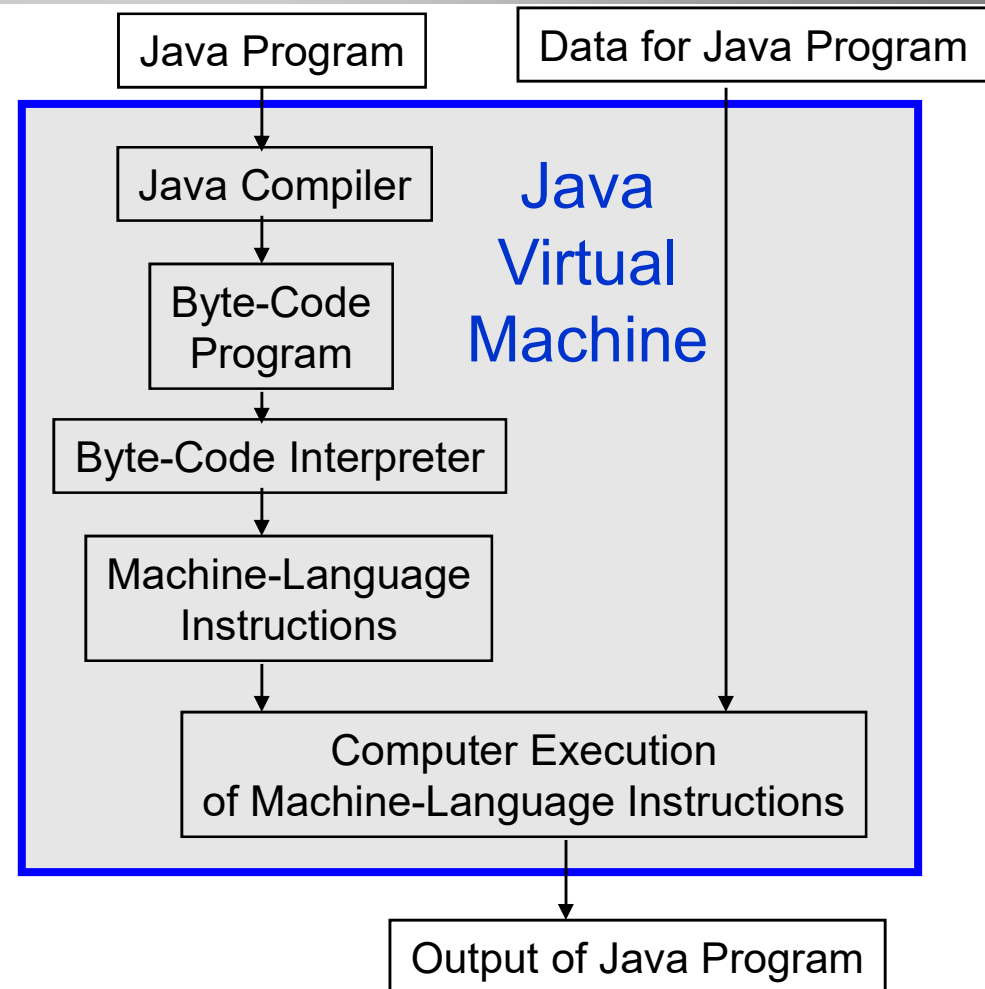 Java Program
Data for Java Program
Java Compiler
Java
Virtual
Machine
Byte-Code
Program
Byte-Code Interpreter
Machine-Language
Instructions
Computer Execution
of Machine-Language Instructions
Output of Java Program